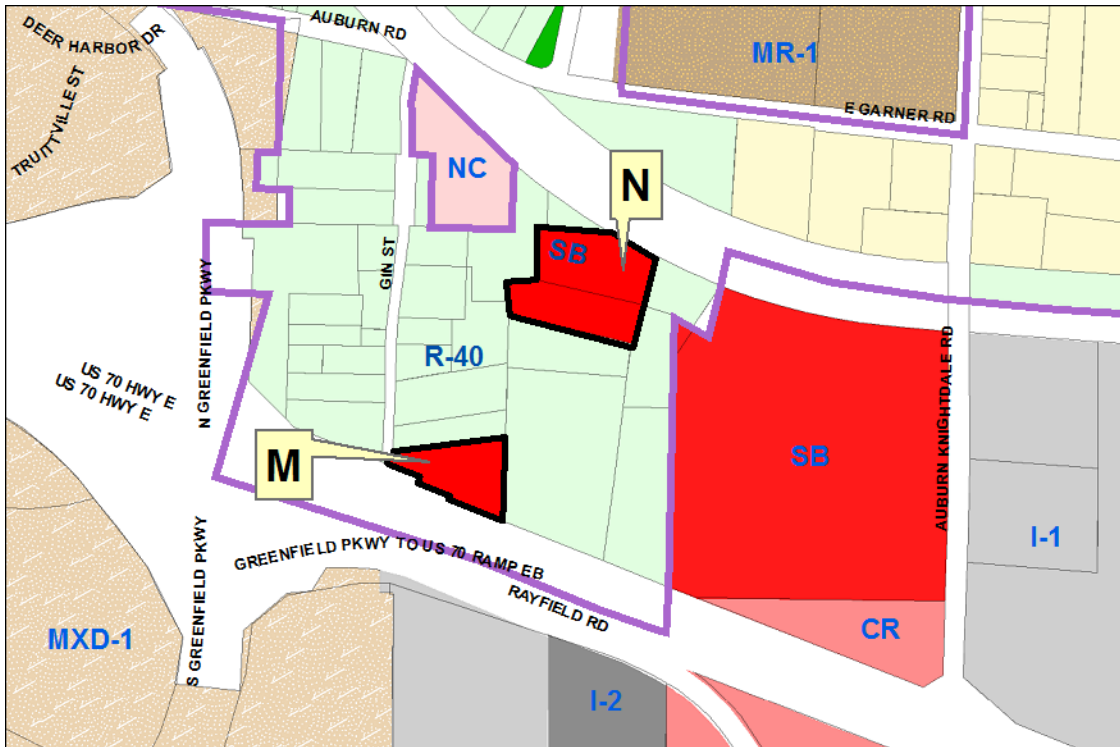 DEER HARBOR DR
AUBURN RD
MR-1
TRUITTVILLE ST
E GARNER RD
NC
N
SB
GIN ST
N GREENFIELD PKWY
R-40
US 70 HWY E
US 70 HWY E
M
SB
AUBURN KNIGHTDALE RD
I-1
S GREENFIELD PKWY
GREENFIELD PKWY TO US 70 RAMP EB
RAYFIELD RD
MXD-1
CR
I-2